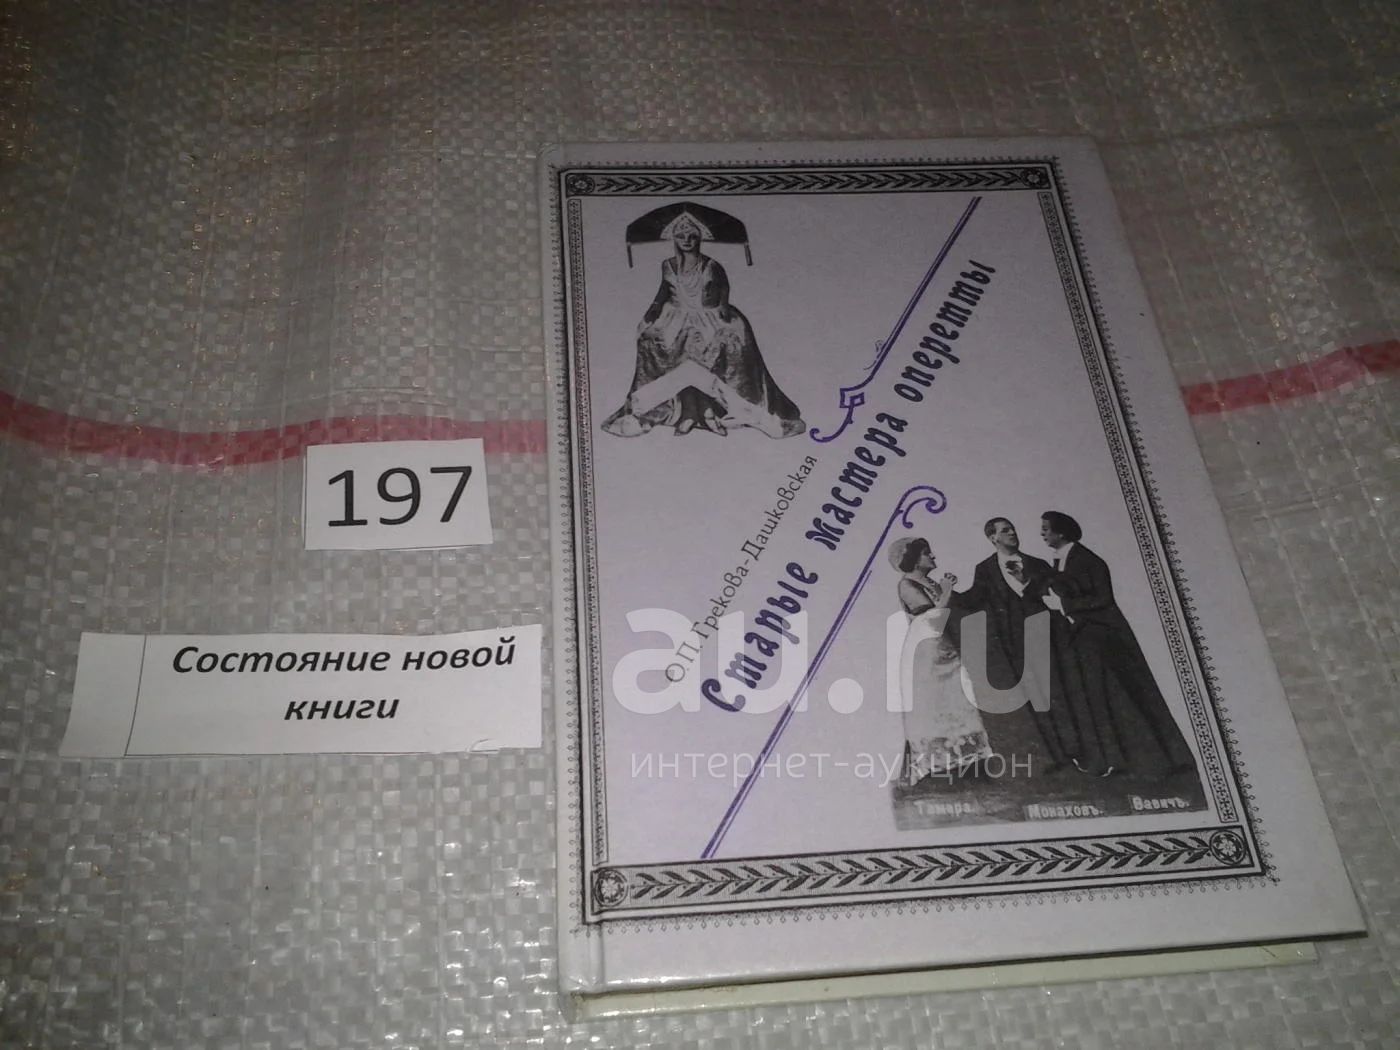 197
Состояние новой
книги
О.П. Грекова-Дашковская
Старые мастера оперетты
Тамара.
Монаховъ.
Вавичъ.
au.ru
интернет-аукцион